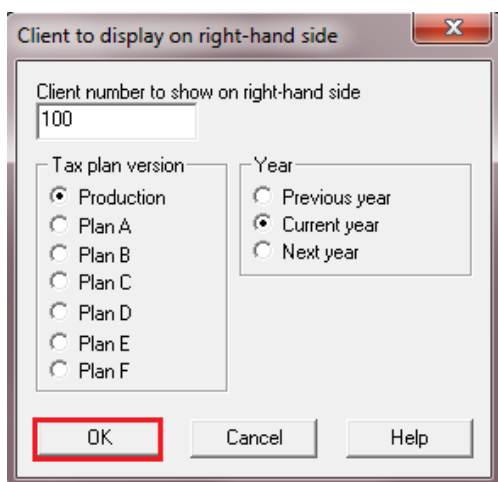 Client to display on right-hand side
Client number to show on right-hand side
100
Tax plan version
Production
Plan A
Plan B
Plan C
Plan D
Plan E
Plan F
Year
Previous year
Current year
Next year
OK Cancel Help